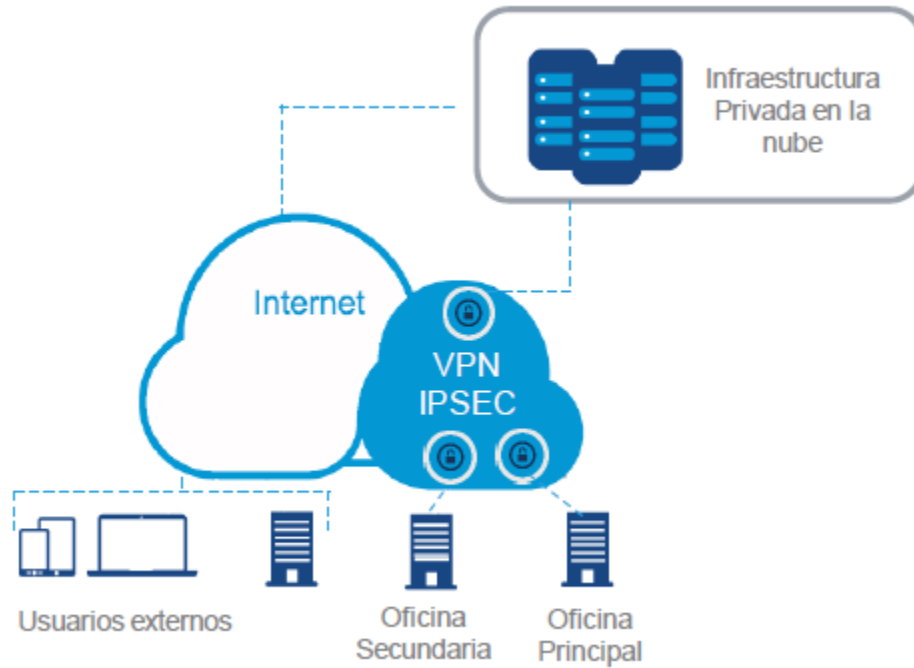 Infraestructura
Privada en la
nube
Internet
VPN
IPSEC
Usuarios externos
Oficina
Secundaria
Oficina
Principal